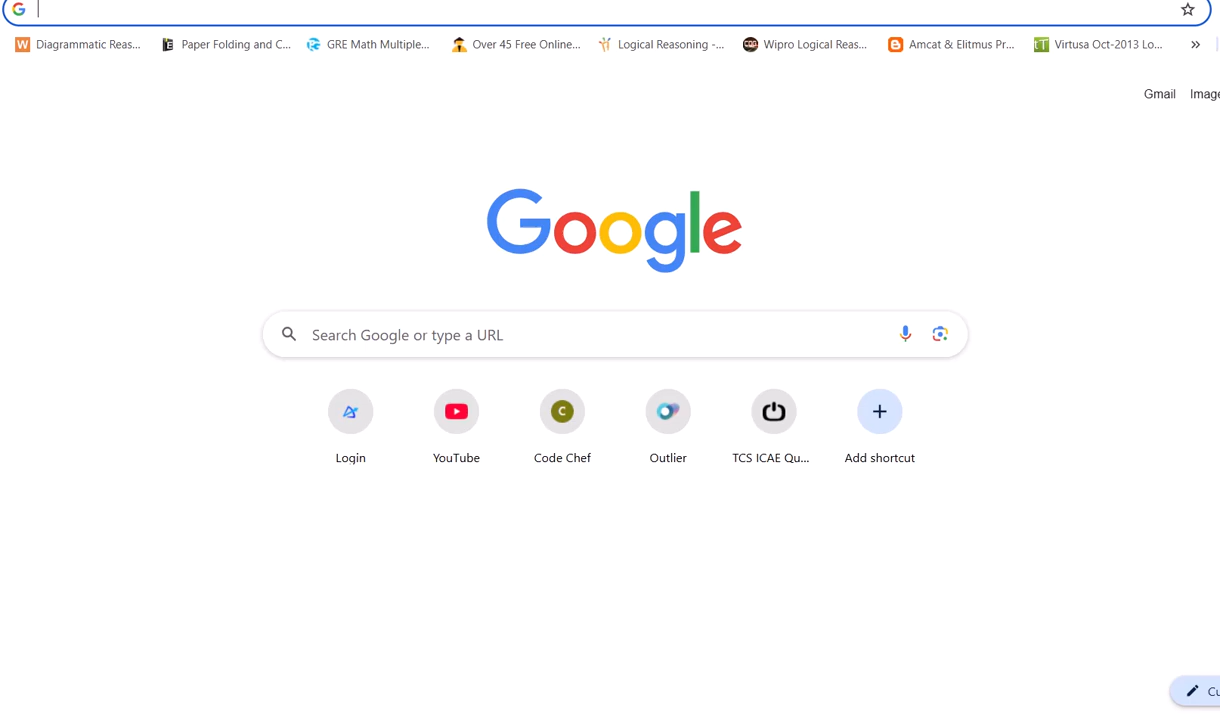 Diagrammatic Reas... Paper Folding and C... GRE Math Multiple... Over 45 Free Online... Logical Reasoning -... Wipro Logical Reas... Amcat & Elitmus Pr... Virtusa Oct-2013 Lo... »
Gmail Image
Google
Search Google or type a URL
C
Login YouTube Code Chef Outlier TCS ICAE Qu... Add shortcut
Cu